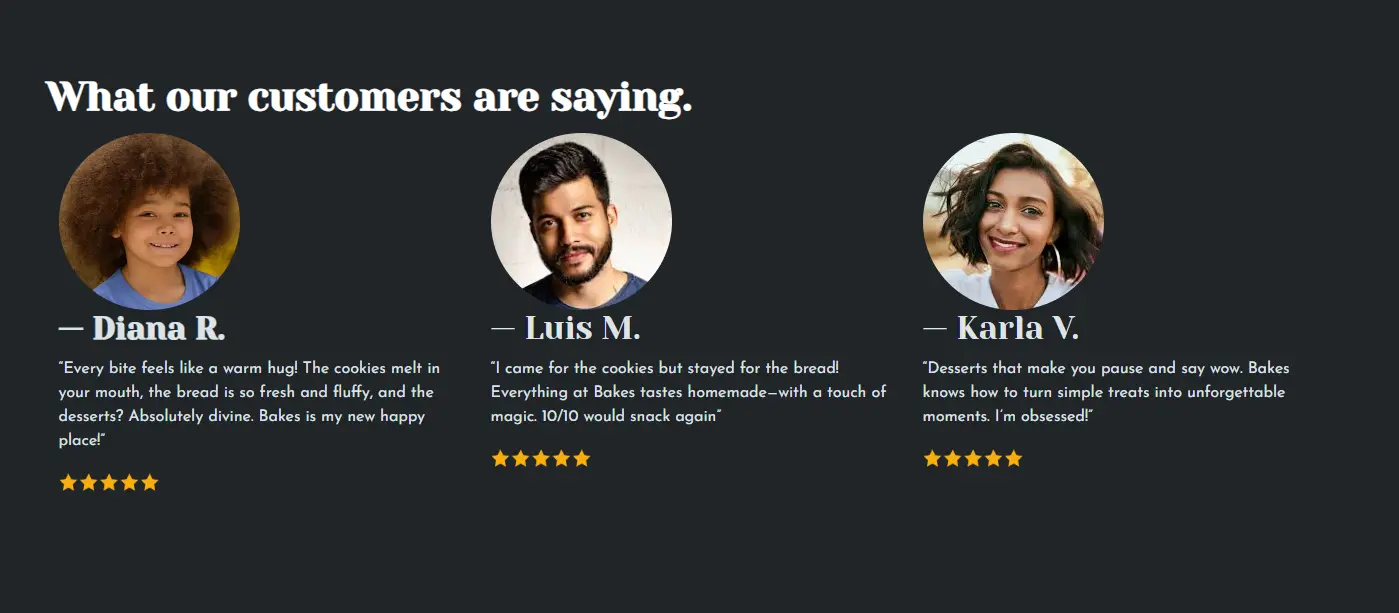 What our customers are saying.
— Diana R.
“Every bite feels like a warm hug! The cookies melt in
your mouth, the bread is so fresh and fluffy, and the
desserts? Absolutely divine. Bakes is my new happy
place!”
— Luis M.
“I came for the cookies but stayed for the bread!
Everything at Bakes tastes homemade—with a touch of
magic. 10/10 would snack again”
— Karla V.
“Desserts that make you pause and say wow. Bakes
knows how to turn simple treats into unforgettable
moments. I’m obsessed!”